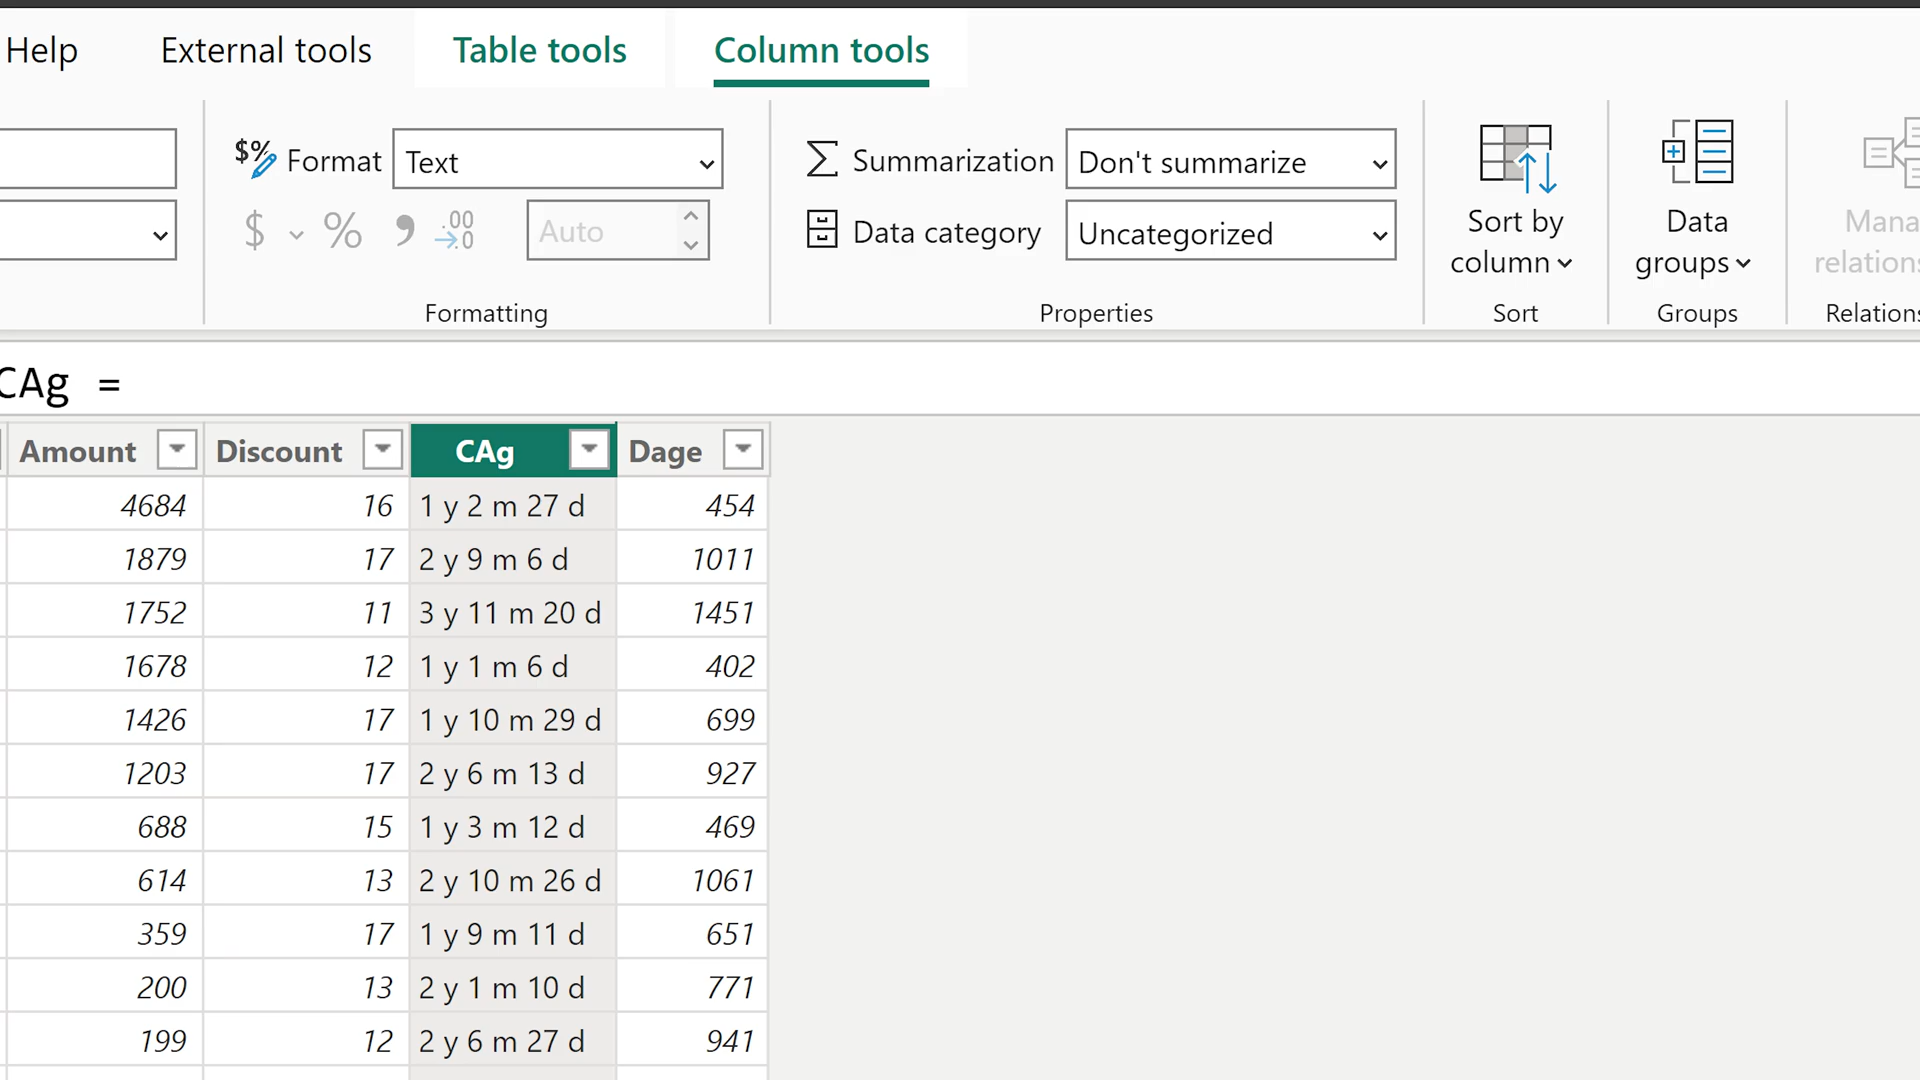 Help External tools Table tools Column tools
$% Format Text
Summarization Don't summarize
$ % , .00 .0 Auto
Data category Uncategorized
Sort by column
Data groups
Mana
relations
Formatting Properties Sort Groups Relations
CAg =
Amount Discount CAg Dage
4684 16 1 y 2 m 27 d 454
1879 17 2 y 9 m 6 d 1011
1752 11 3 y 11 m 20 d 1451
1678 12 1 y 1 m 6 d 402
1426 17 1 y 10 m 29 d 699
1203 17 2 y 6 m 13 d 927
688 15 1 y 3 m 12 d 469
614 13 2 y 10 m 26 d 1061
359 17 1 y 9 m 11 d 651
200 13 2 y 1 m 10 d 771
199 12 2 y 6 m 27 d 941